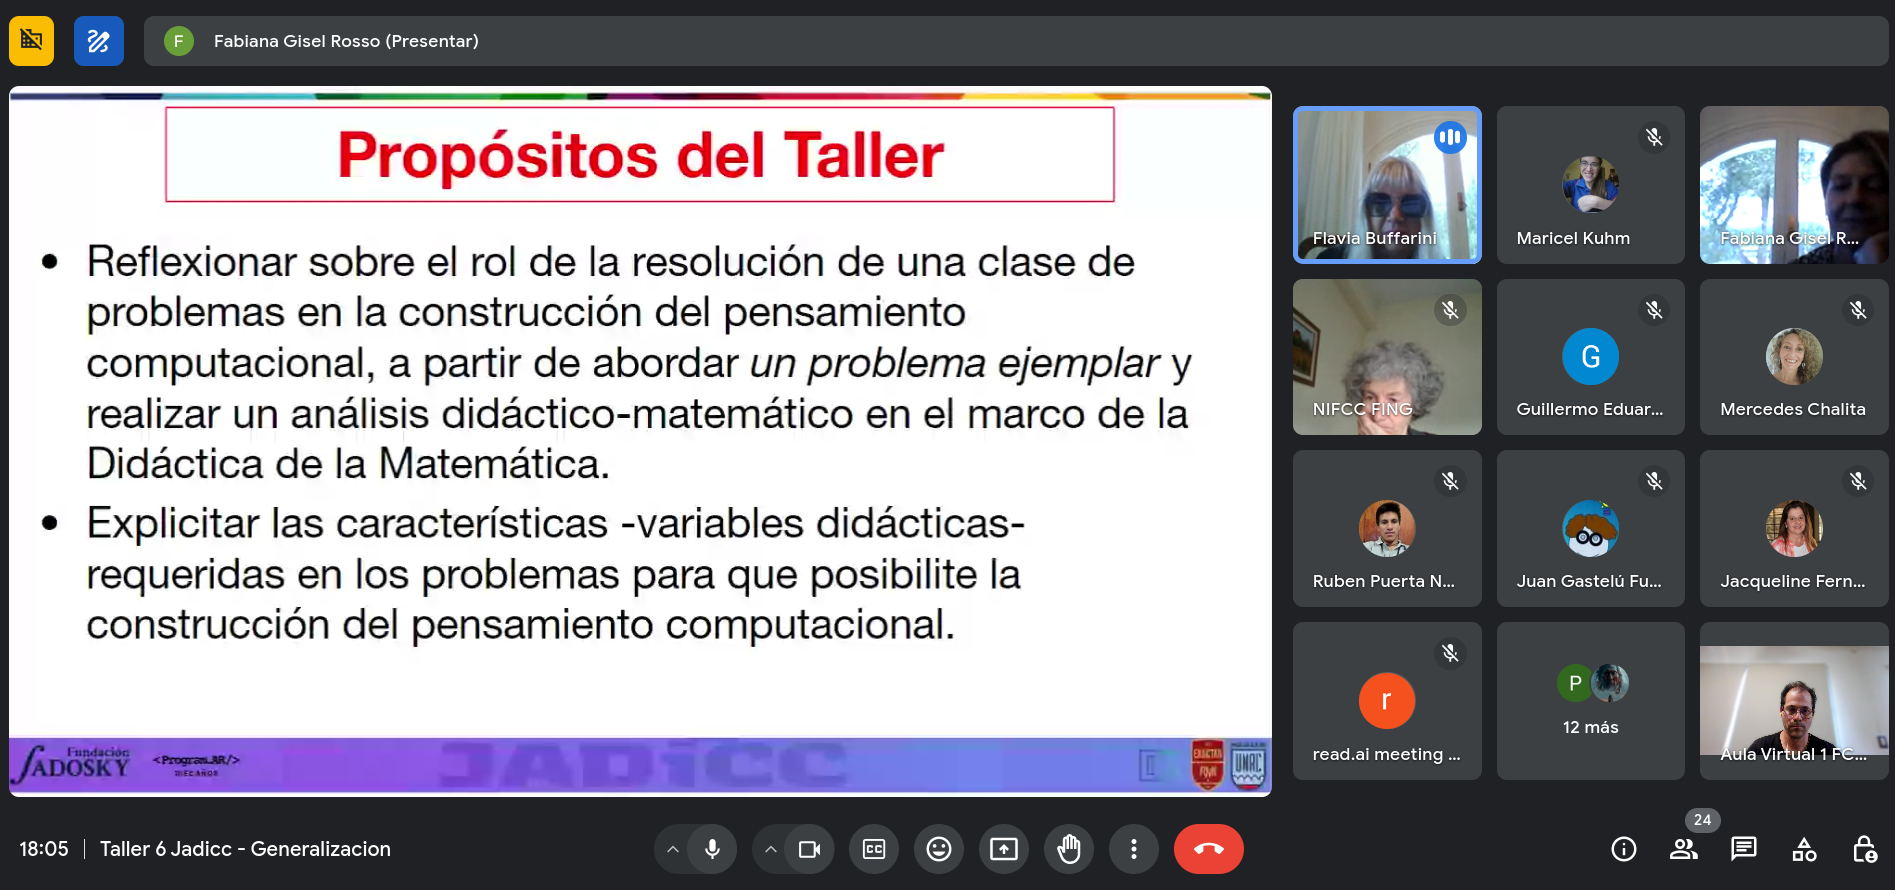 F
Fabiana Gisel Rosso (Presentar)
Propósitos del Taller
• Reflexionar sobre el rol de la resolución de una clase de
problemas en la construcción del pensamiento
computacional, a partir de abordar un problema ejemplar y
realizar un análisis didáctico-matemático en el marco de la
Didáctica de la Matemática.
• Explicitar las características -variables didácticas-
requeridas en los problemas para que posibilite la
construcción del pensamiento computacional.
Fundación
SADOSKY
<Program.AR/>
DIEZ AÑOS
JADiCC
Flavia Buffarini
Maricel Kuhm
Fabiana Gisel R...
NIFCC FING
G
Guillermo Eduar...
Mercedes Chalita
Ruben Puerta N...
Juan Gastelú Fu...
Jacqueline Fern...
r
read.ai meeting ...
P
12 más
Aula Virtual 1 FC...
18:05
Taller 6 Jadicc - Generalizacion
CC
24